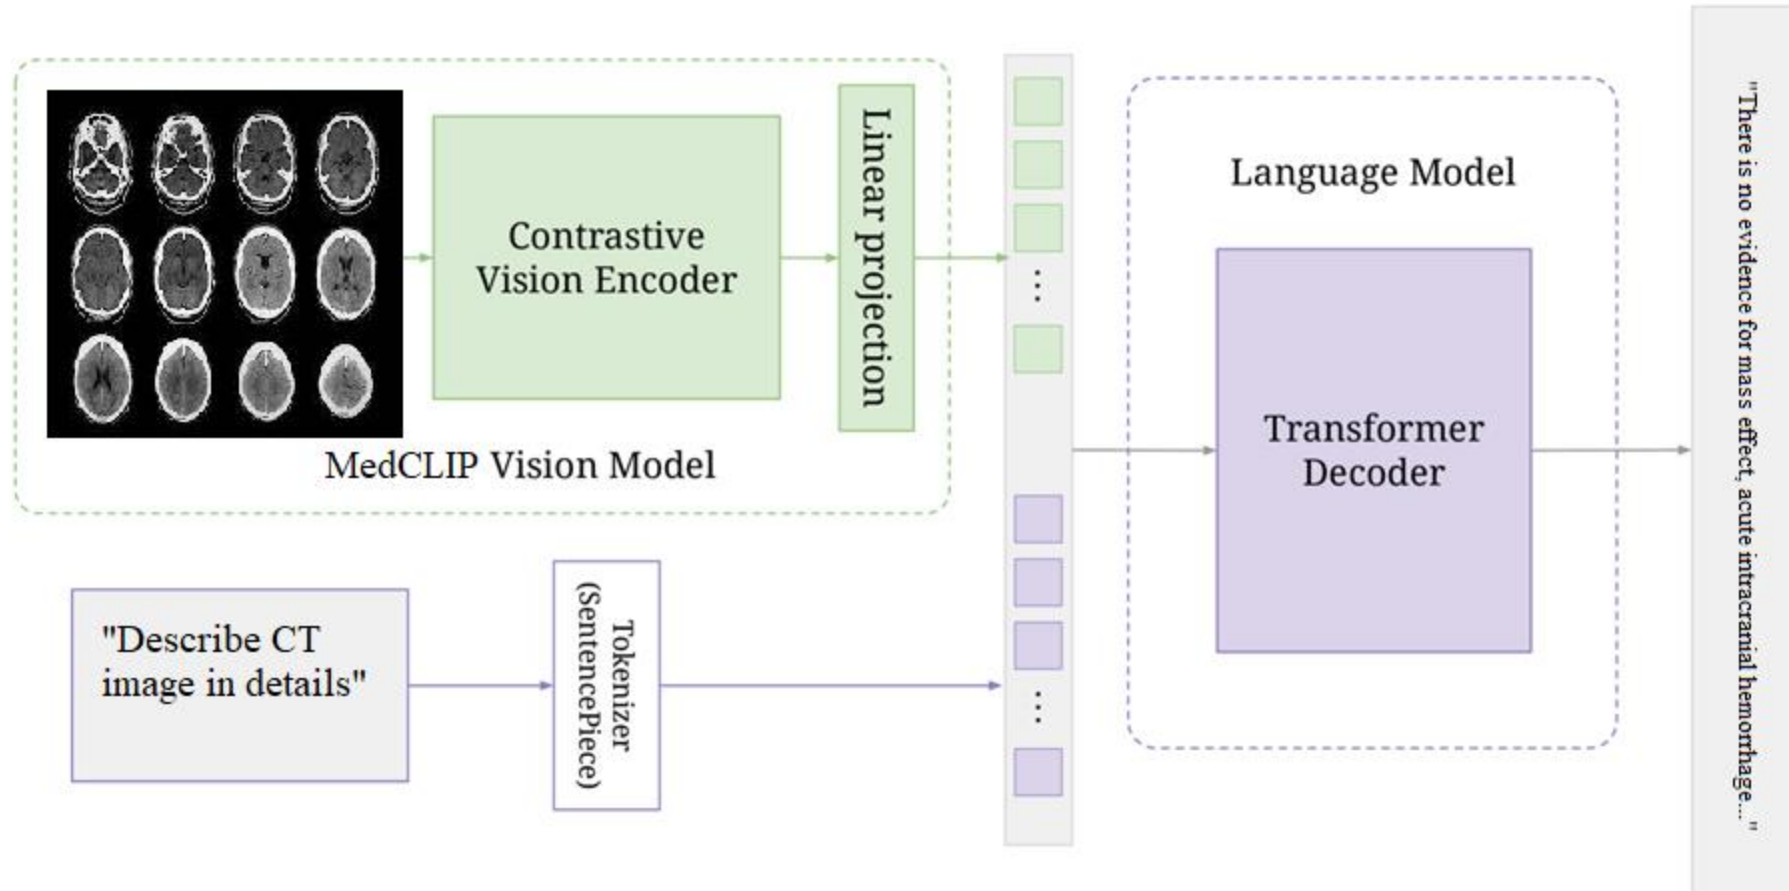 Contrastive
Vision Encoder
Linear projection
MedCLIP Vision Model
"Describe CT
image in details"
Tokenizer
(SentencePiece)
...
...
Language Model
Transformer
Decoder
"There is no evidence for mass effect, acute intracranial hemorrhage..."